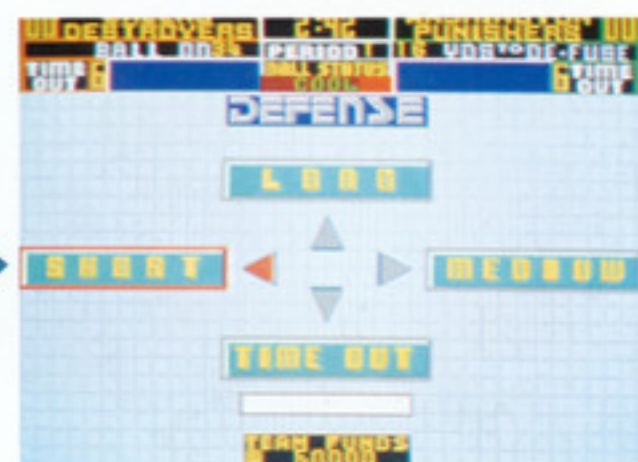 DESTROYERS 2:42 PUNISHERS
BALL ON 34 PERIOD 1 16 YDS TO DE-FUSE
TIME OUT 6 BALL STATUS 6 TIME OUT
COOL
DEFENSE
LONG
SHORT MEDIUM
TIME OUT
TEAM FUNDS